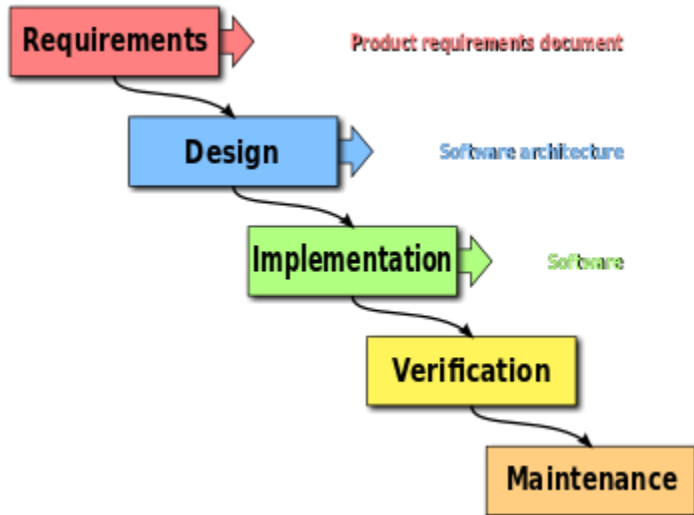 Requirements
Product requirements document
Design
Software architecture
Implementation
Software
Verification
Maintenance